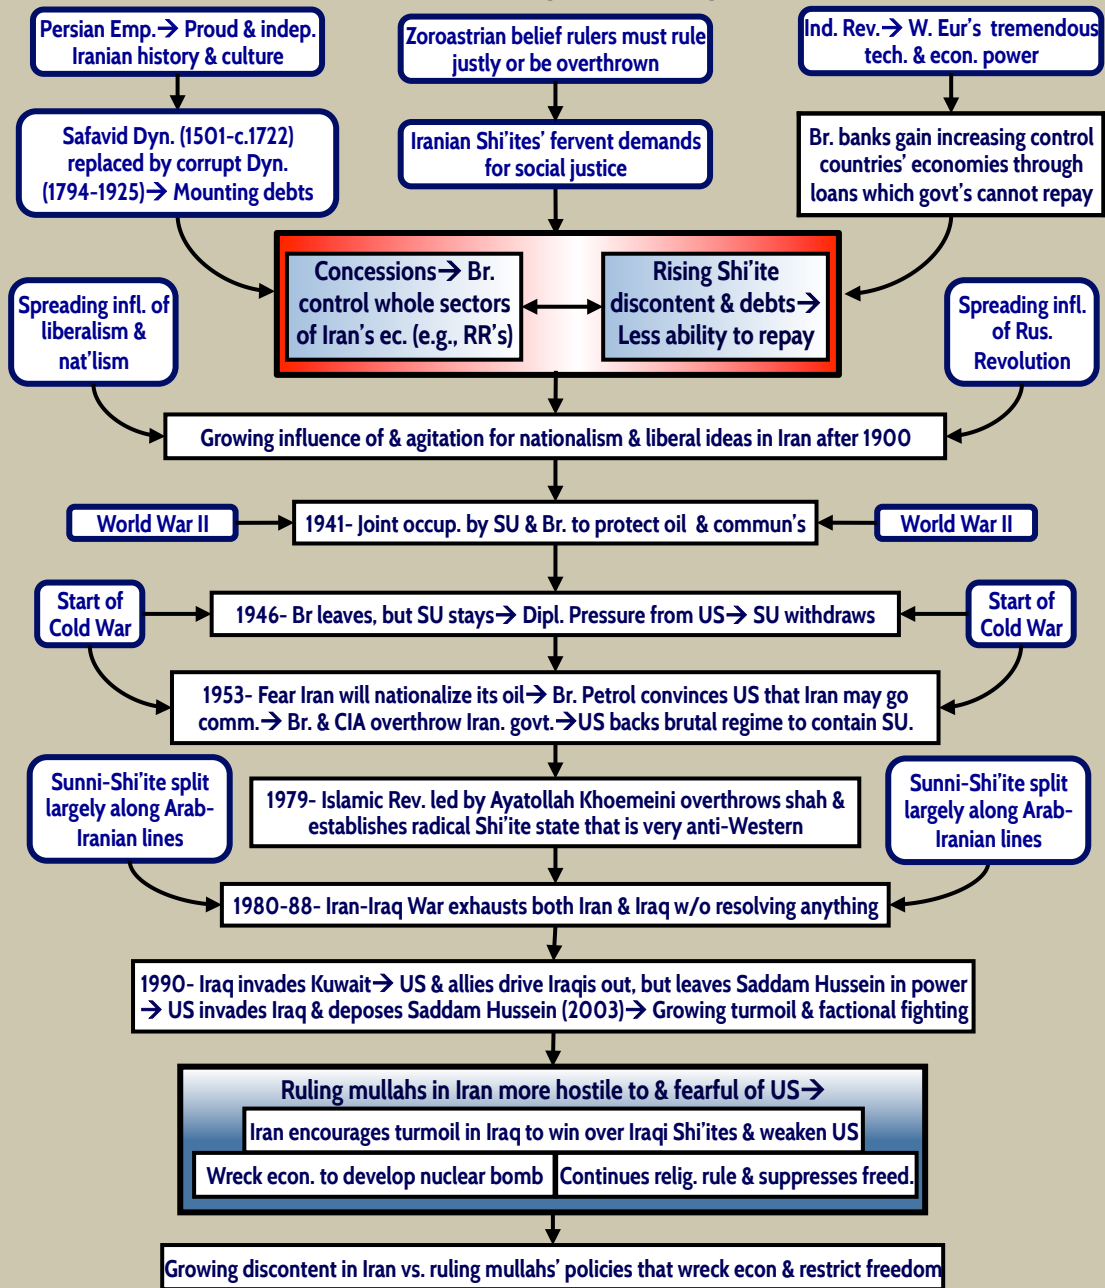 Persian Emp.→ Proud & indep.
Iranian history & culture
Zoroastrian belief rulers must rule
justly or be overthrown
Ind. Rev.→ W. Eur's tremendous
tech. & econ. power
Safavid Dyn. (1501-c.1722)
replaced by corrupt Dyn.
(1794-1925)→ Mounting debts
Iranian Shi'ites' fervent demands
for social justice
Br. banks gain increasing control
countries' economies through
loans which govt's cannot repay
Concessions→ Br.
control whole sectors
of Iran's ec. (e.g., RR's)
Rising Shi'ite
discontent & debts→
Less ability to repay
Spreading infl. of
liberalism &
nat'lism
Spreading infl.
of Rus.
Revolution
Growing influence of & agitation for nationalism & liberal ideas in Iran after 1900
World War II
1941- Joint occup. by SU & Br. to protect oil & commun's
World War II
Start of
Cold War
1946- Br leaves, but SU stays→ Dipl. Pressure from US→ SU withdraws
Start of
Cold War
1953- Fear Iran will nationalize its oil→ Br. Petrol convinces US that Iran may go
comm.→ Br. & CIA overthrow Iran. govt.→US backs brutal regime to contain SU.
Sunni-Shi'ite split
largely along Arab-
Iranian lines
1979- Islamic Rev. led by Ayatollah Khoemeini overthrows shah &
establishes radical Shi'ite state that is very anti-Western
Sunni-Shi'ite split
largely along Arab-
Iranian lines
1980-88- Iran-Iraq War exhausts both Iran & Iraq w/o resolving anything
1990- Iraq invades Kuwait→ US & allies drive Iraqis out, but leaves Saddam Hussein in power
→ US invades Iraq & deposes Saddam Hussein (2003)→ Growing turmoil & factional fighting
Ruling mullahs in Iran more hostile to & fearful of US→
Iran encourages turmoil in Iraq to win over Iraqi Shi'ites & weaken US
Wreck econ. to develop nuclear bomb
Continues relig. rule & suppresses freed.
Growing discontent in Iran vs. ruling mullahs' policies that wreck econ & restrict freedom